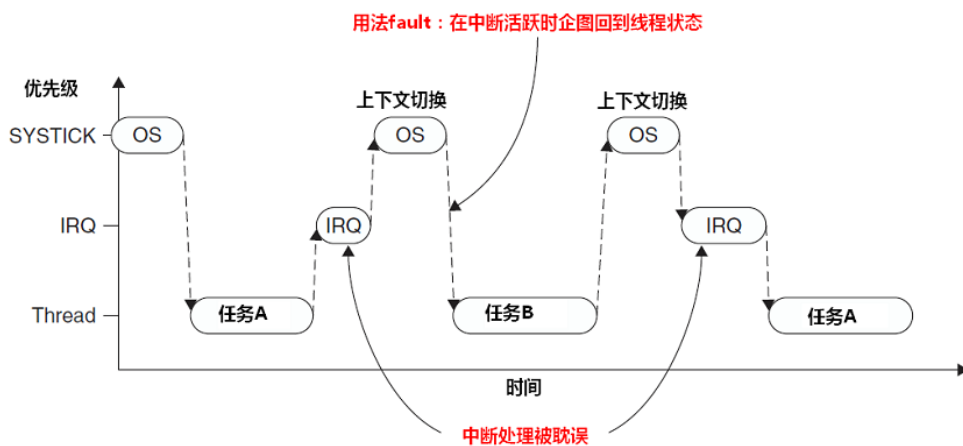 用法fault：在中断活跃时企图回到线程状态
优先级
上下文切换
上下文切换
SYSTICK
OS
OS
OS
IRQ
IRQ
IRQ
Thread
任务A
任务B
任务A
时间
中断处理被耽误